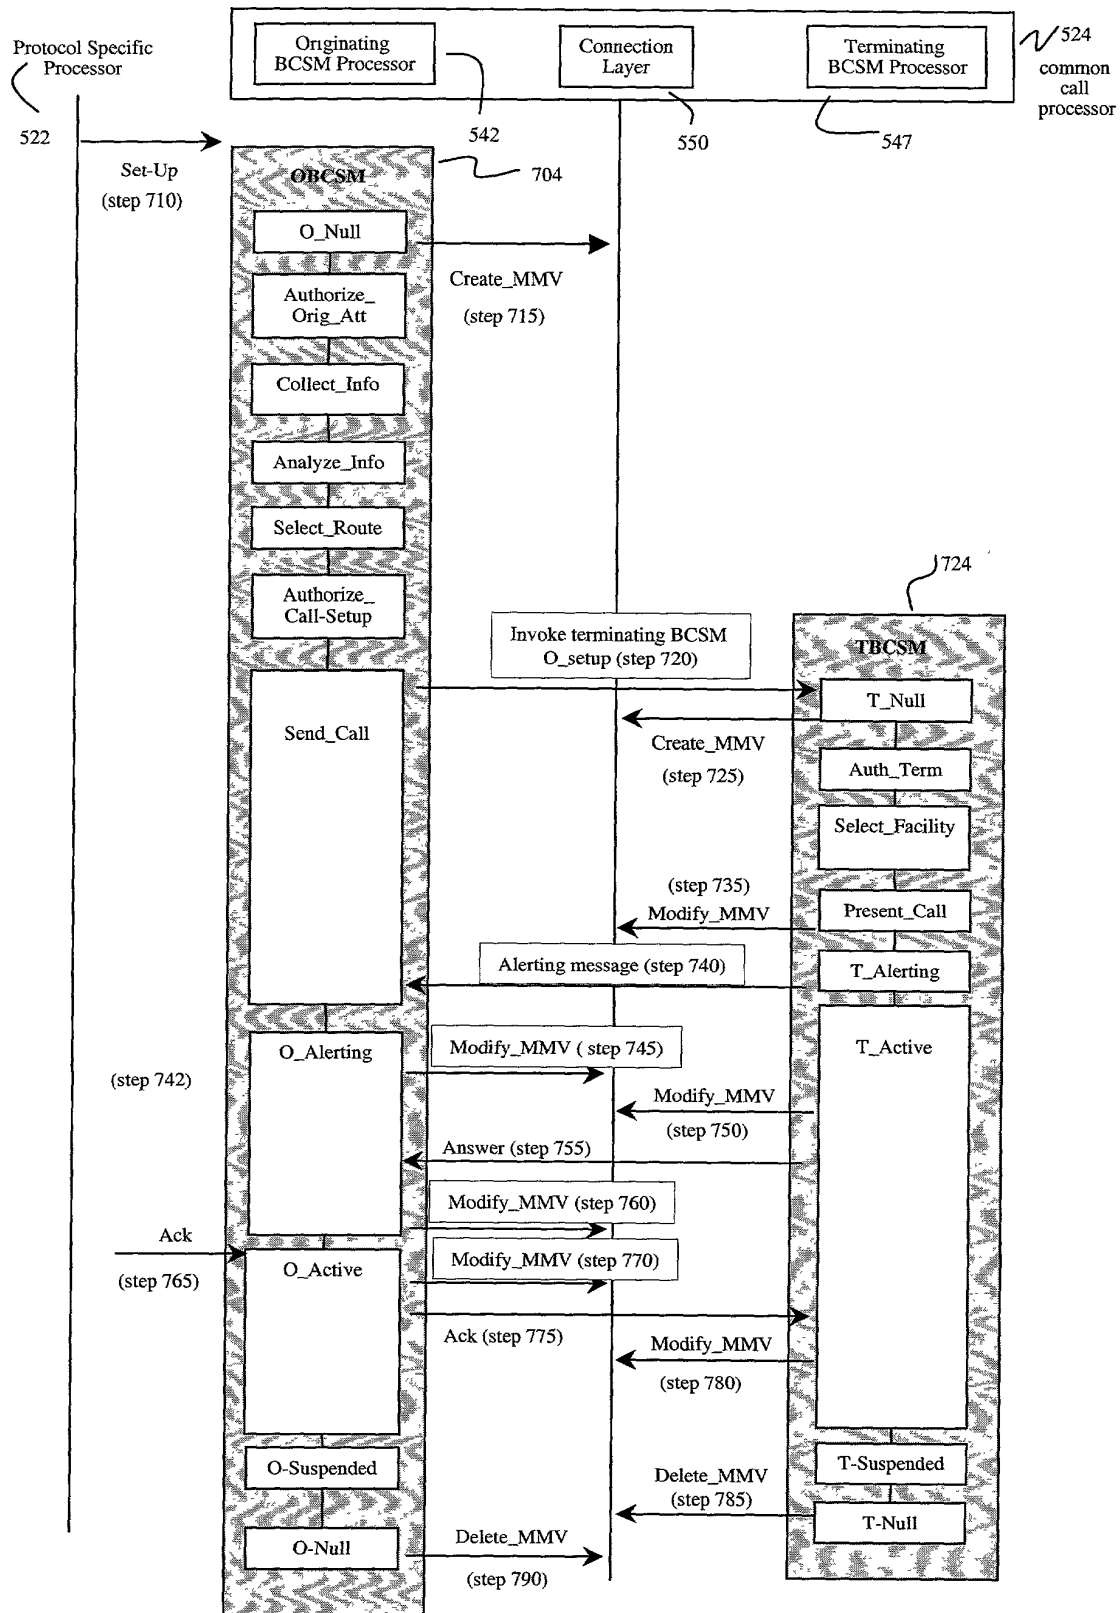 Protocol Specific
Processor
522
Originating
BCSM Processor
Connection
Layer
Terminating
BCSM Processor
524
common
call
processor
542
550
547
Set-Up
(step 710)
704
OBCSM
O_Null
Create_MMV
(step 715)
Authorize_
Orig_Att
Collect_Info
Analyze_Info
Select_Route
Authorize_
Call-Setup
724
TBCSM
Invoke terminating BCSM
O_setup (step 720)
Send_Call
T_Null
Create_MMV
(step 725)
Auth_Term
Select_Facility
(step 735)
Modify_MMV
Present_Call
Alerting message (step 740)
T_Alerting
O_Alerting
Modify_MMV ( step 745)
T_Active
(step 742)
Modify_MMV
(step 750)
Answer (step 755)
Modify_MMV (step 760)
Ack
(step 765)
O_Active
Modify_MMV (step 770)
Ack (step 775)
Modify_MMV
(step 780)
O-Suspended
T-Suspended
Delete_MMV
(step 785)
T-Null
O-Null
Delete_MMV
(step 790)